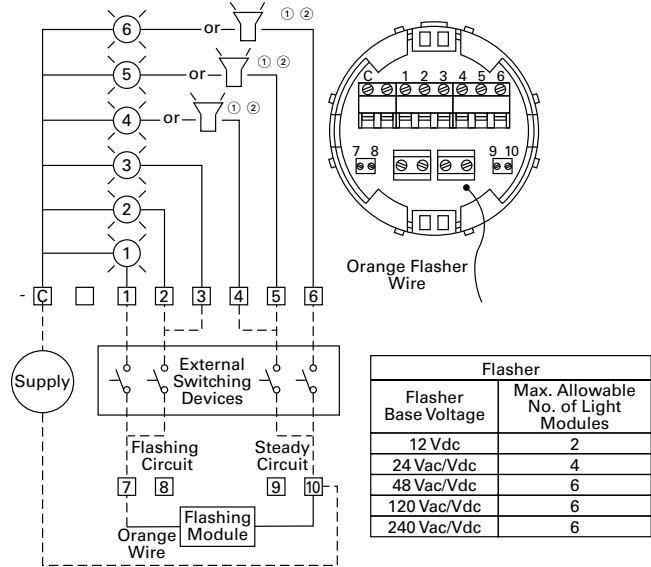 6
or
① ②
5
or
① ②
4
or
① ②
3
2
1
- C 1 2 3 4 5 6
Supply
External
Switching
Devices
Flashing
Circuit
Steady
Circuit
7 8 9 10
Flashing
Module
Orange
Wire
C 1 2 3 4 5 6
7 8
9 10
Orange Flasher
Wire
Flasher
Flasher
Base Voltage
Max. Allowable
No. of Light
Modules
12 Vdc 2
24 Vac/Vdc 4
48 Vac/Vdc 6
120 Vac/Vdc 6
240 Vac/Vdc 6